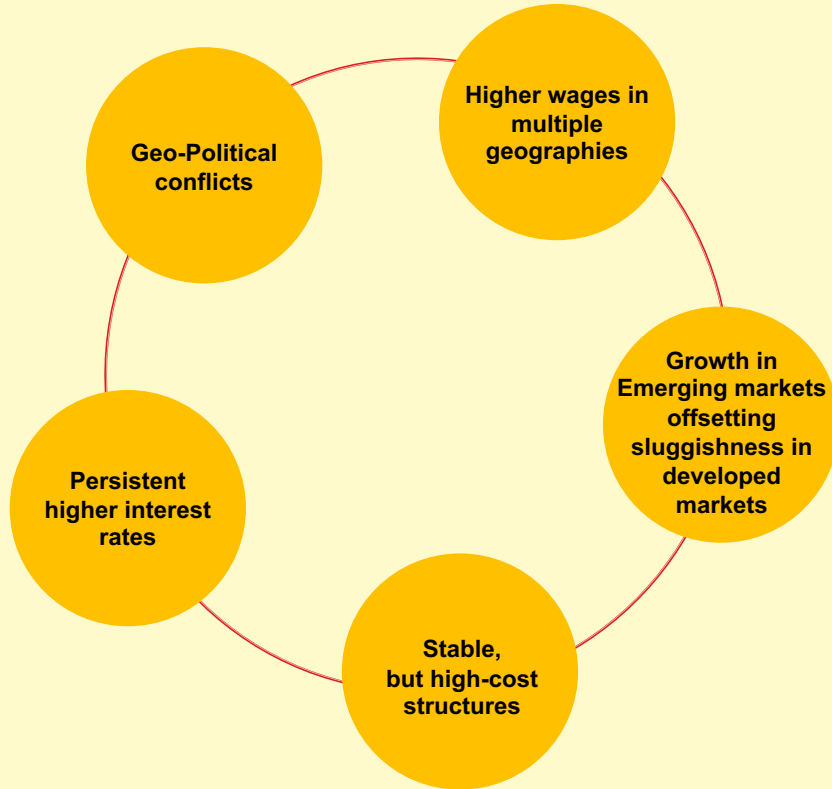 Higher wages in
multiple
geographies
Geo-Political
conflicts
Growth in
Emerging markets
offsetting
sluggishness in
developed
markets
Persistent
higher interest
rates
Stable,
but high-cost
structures